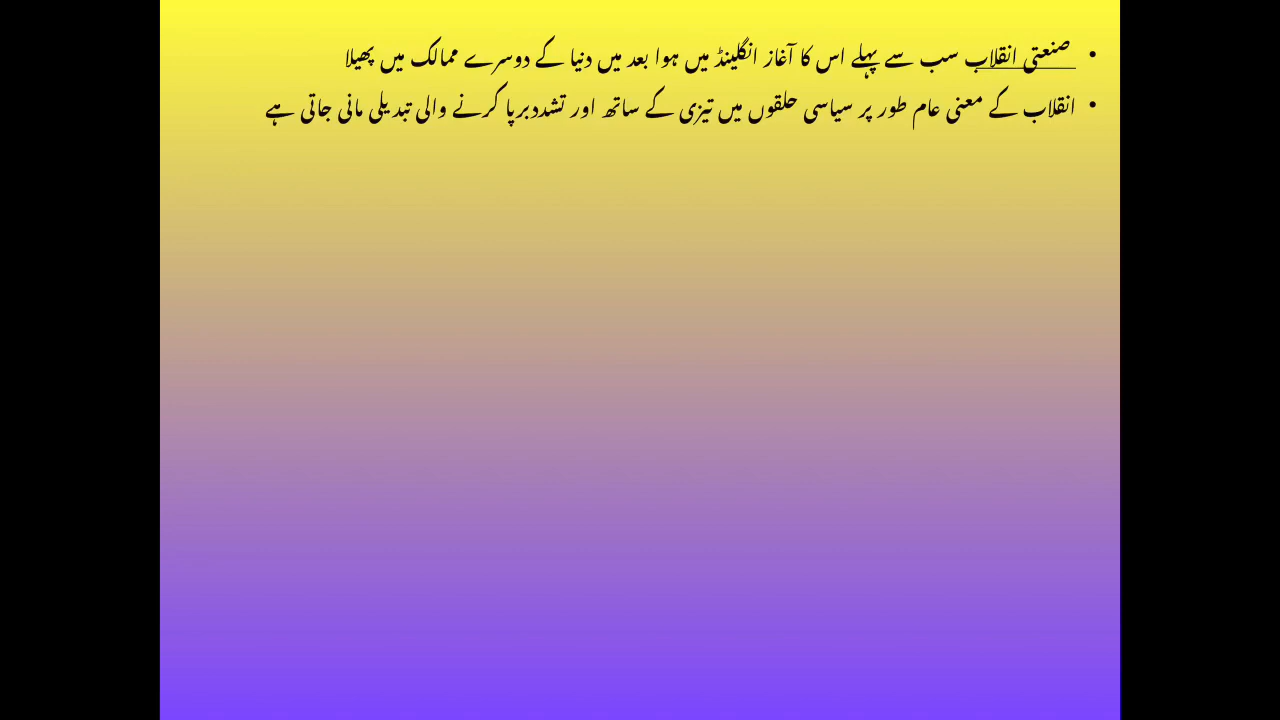 • صنعتی انقلاب سب سے پہلے اس کا آغاز انگلینڈ میں ہوا بعد میں دنیا کے دوسرے ممالک میں پھیلا
• انقلاب کے معنی عام طور پر سیاسی حلقوں میں تیزی کے ساتھ اور تشددبرپا کرنے والی تبدیلی مانی جاتی ہے